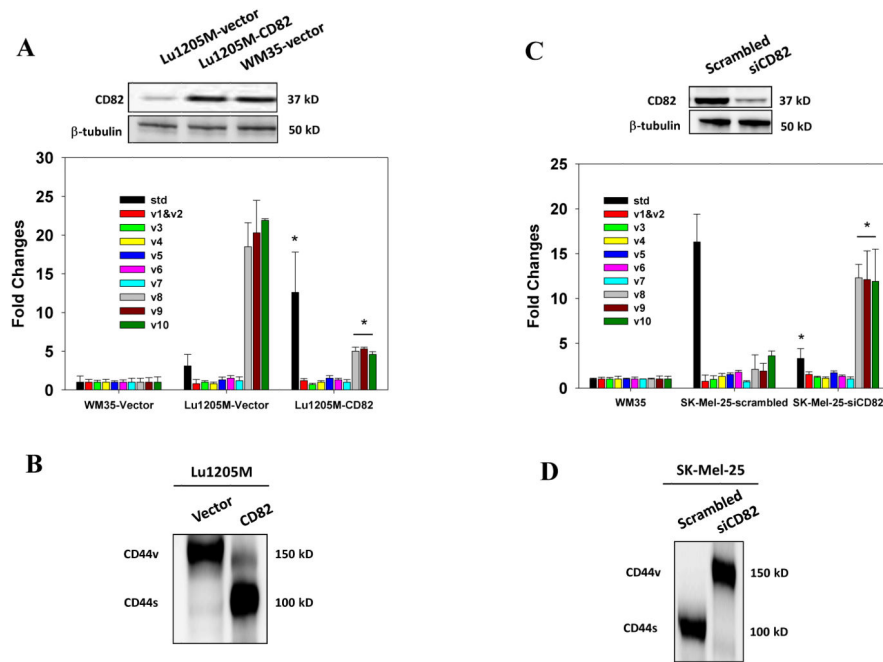 A
Lu1205M-vector
Lu1205M-CD82
WM35-vector
CD82
37 kD
β-tubulin
50 kD
Fold Changes
30
25
20
15
10
5
0
std
v1&v2
v3
v4
v5
v6
v7
v8
v9
v10
*
*
WM35-Vector
Lu1205M-Vector
Lu1205M-CD82
B
Lu1205M
Vector
CD82
CD44v
150 kD
CD44s
100 kD
C
Scrambled
siCD82
CD82
37 kD
β-tubulin
50 kD
Fold Changes
25
20
15
10
5
0
std
v1&v2
v3
v4
v5
v6
v7
v8
v9
v10
*
*
WM35
SK-Mel-25-scrambled
SK-Mel-25-siCD82
D
SK-Mel-25
Scrambled
siCD82
CD44v
150 kD
CD44s
100 kD